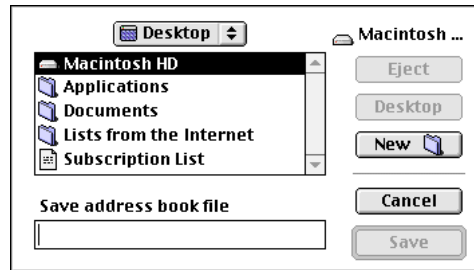 Desktop
Macintosh HD
Applications
Documents
Lists from the Internet
Subscription List
Save address book file
Macintosh ...
Eject
Desktop
New
Cancel
Save